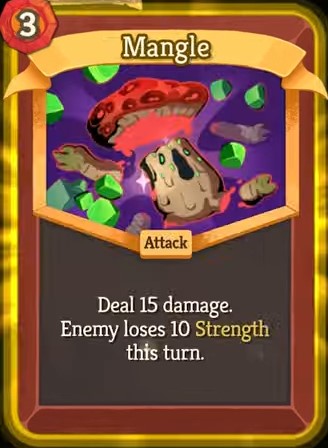 3
Mangle
Attack
Deal 15 damage.
Enemy loses 10 Strength
this turn.